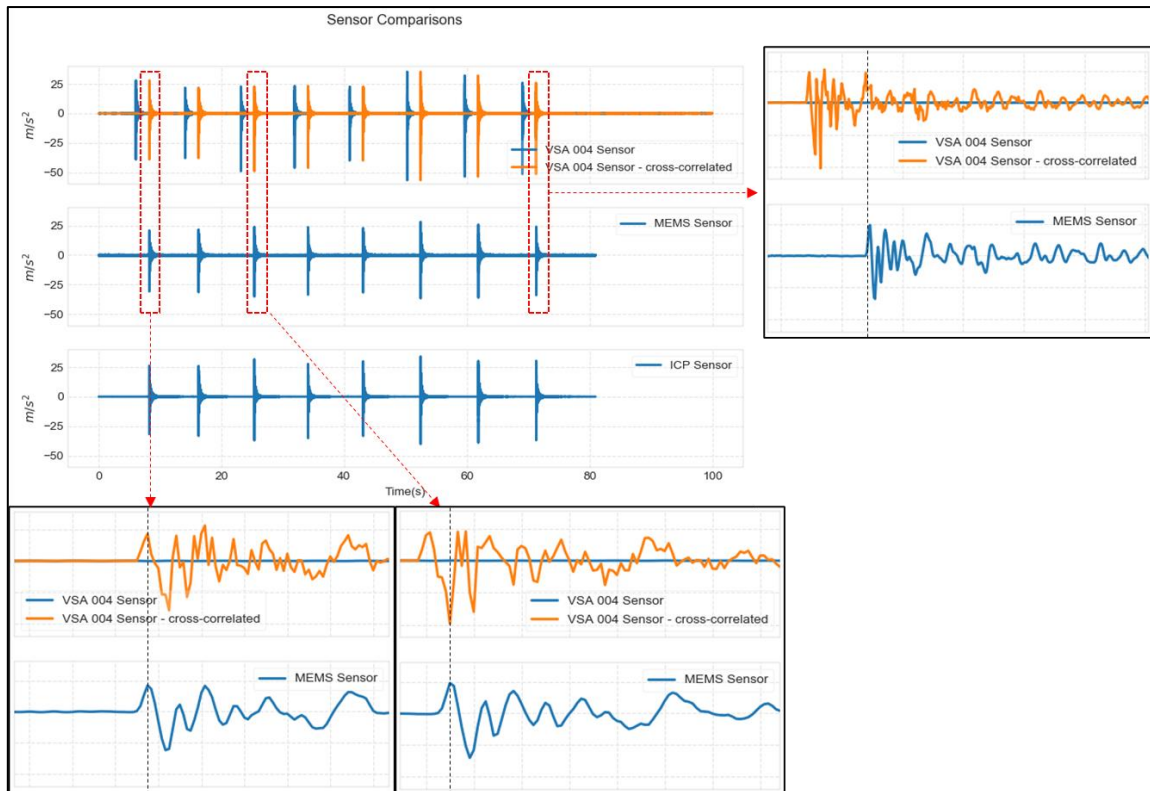 Sensor Comparisons
25
0
−25
−50
m/s²
VSA 004 Sensor
VSA 004 Sensor - cross-correlated
25
0
−25
−50
m/s²
MEMS Sensor
25
0
−25
−50
m/s²
ICP Sensor
0
20
40
60
80
100
Time(s)
VSA 004 Sensor
VSA 004 Sensor - cross-correlated
MEMS Sensor
VSA 004 Sensor
VSA 004 Sensor - cross-correlated
MEMS Sensor
VSA 004 Sensor
VSA 004 Sensor - cross-correlated
MEMS Sensor